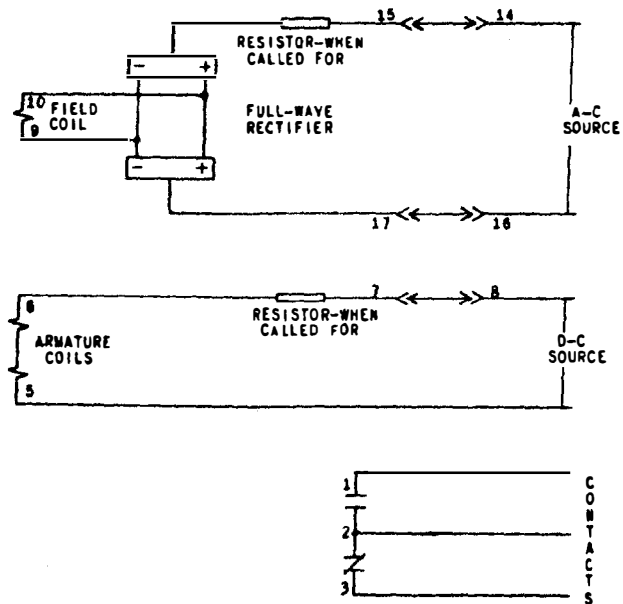 15 14
RESISTOR-WHEN
CALLED FOR
- +
10 FIELD
COIL
9
FULL-WAVE
RECTIFIER
A-C
SOURCE
- +
17 16
6 7 8
RESISTOR-WHEN
CALLED FOR
ARMATURE
COILS
D-C
SOURCE
5
1
2
3
CONTACTS